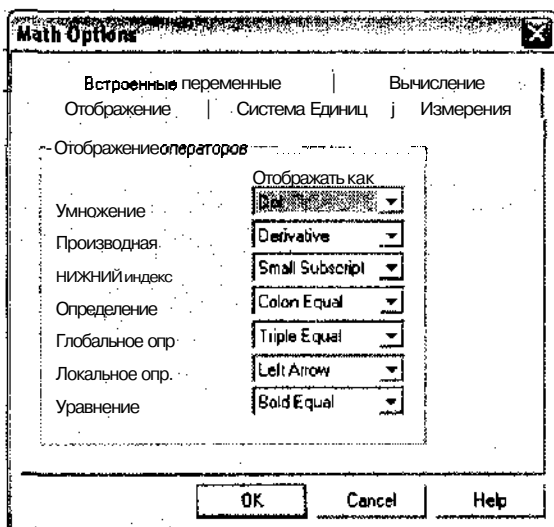 Math Options
Встроенные переменные | Вычисление
Отображение | Система Единиц j Измерения
Отображение операторов
Отображать как
Умножение Dot
Производная Derivative
нижний индекс Small Subscript
Определение Colon Equal
Глобальное опр Triple Equal
Локальное опр. Left Arrow
Уравнение Bold Equal
OK Cancel Help